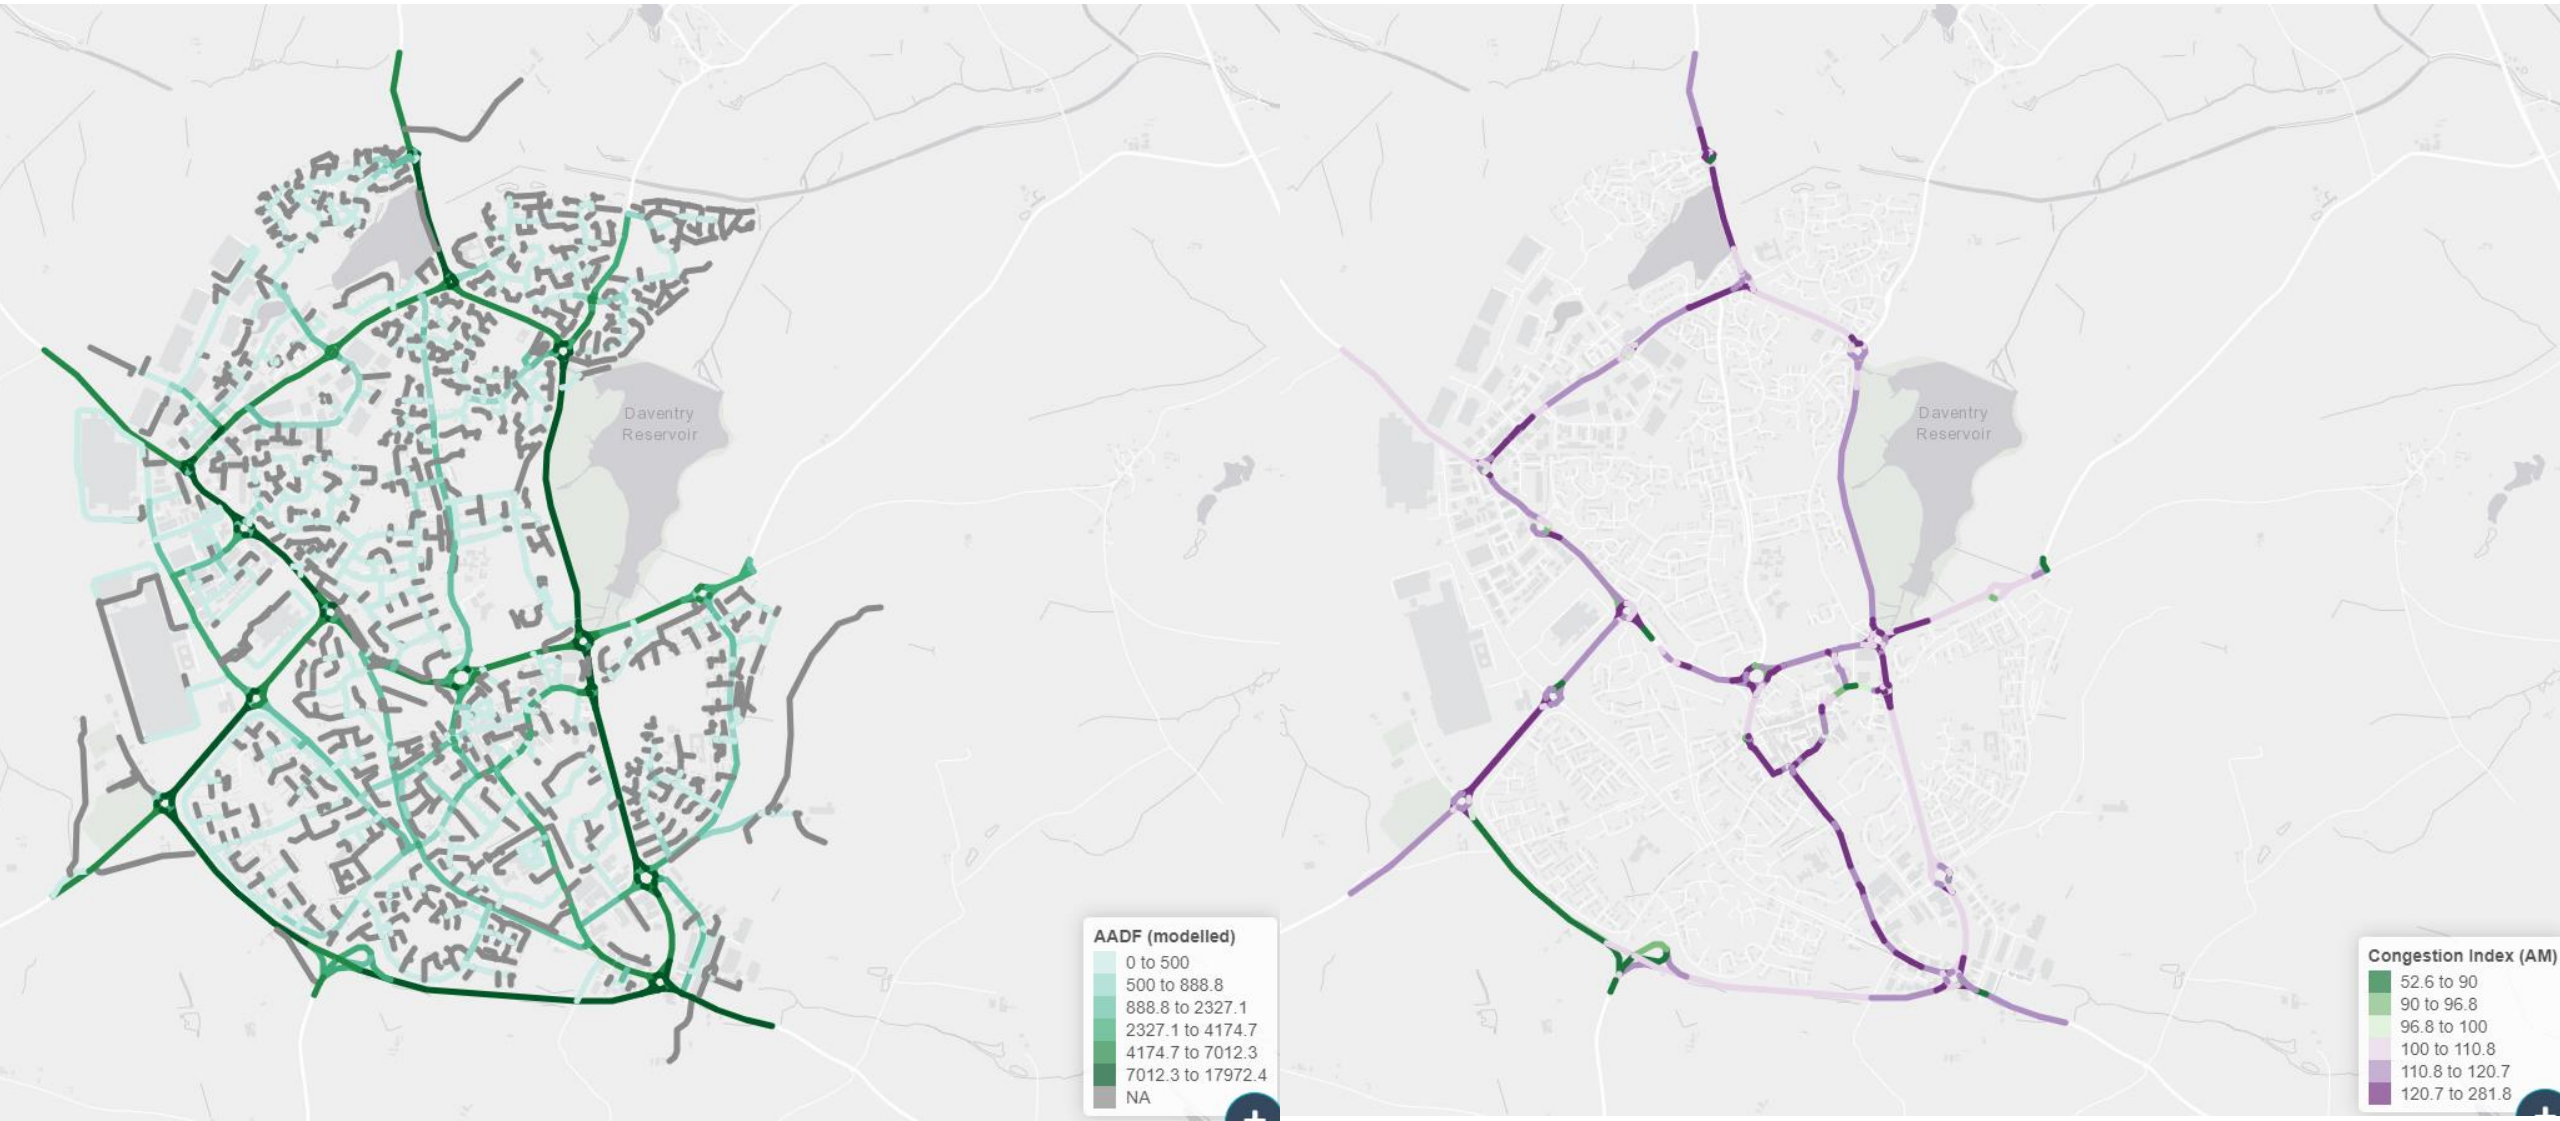 Daventry
Reservoir
AADF (modelled)
0 to 500
500 to 888.8
888.8 to 2327.1
2327.1 to 4174.7
4174.7 to 7012.3
7012.3 to 17972.4
NA
Daventry
Reservoir
Congestion Index (AM)
52.6 to 90
90 to 96.8
96.8 to 100
100 to 110.8
110.8 to 120.7
120.7 to 281.8